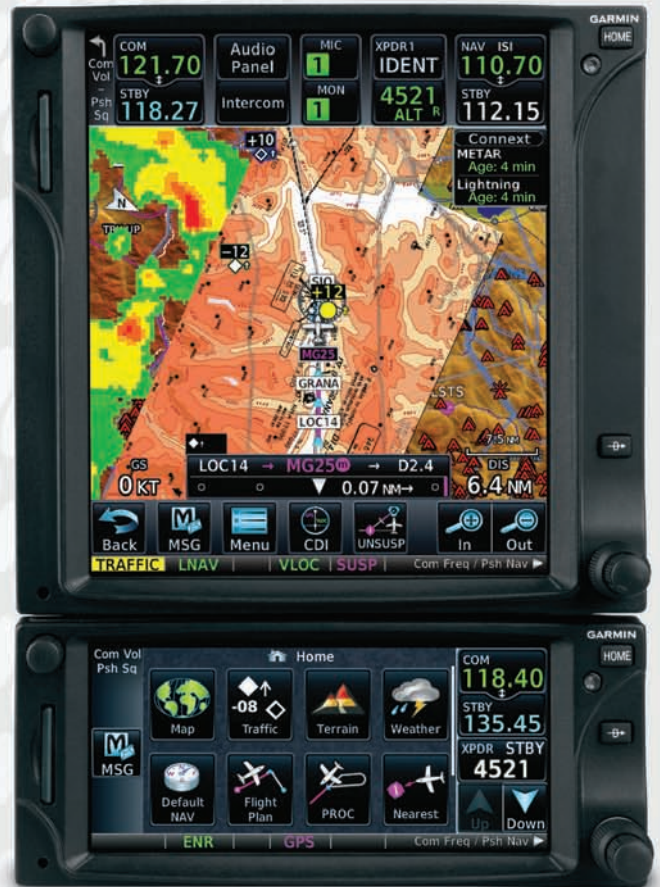 GARMIN
HOME
Com
Vol
–
Psh
Sq
COM
121.70
STBY
118.27
Audio
Panel
Intercom
MIC
1
MON
1
XPDR1
IDENT
4521
ALT R
NAV ISI
110.70
STBY
112.15
Connext
METAR
Age: 4 min
Lightning
Age: 4 min
+10
N
-12
+12
MG25
GRANA
LOC14
LSTS
7.5 NM
GS
0 KT
LOC14 → MG25 m → D2.4
0.07 NM→
DIS
6.4 NM
Back
MSG
Menu
CDI
UNSUSP
In
Out
TRAFFIC LNAV VLOC SUSP Com Freq / Psh Nav
GARMIN
HOME
Com Vol
Psh Sq
MSG
Home
Map
-08
Traffic
Terrain
Weather
Default
NAV
Flight
Plan
PROC
Nearest
COM
118.40
STBY
135.45
XPDR STBY
4521
Up
Down
ENR GPS Com Freq / Psh Nav